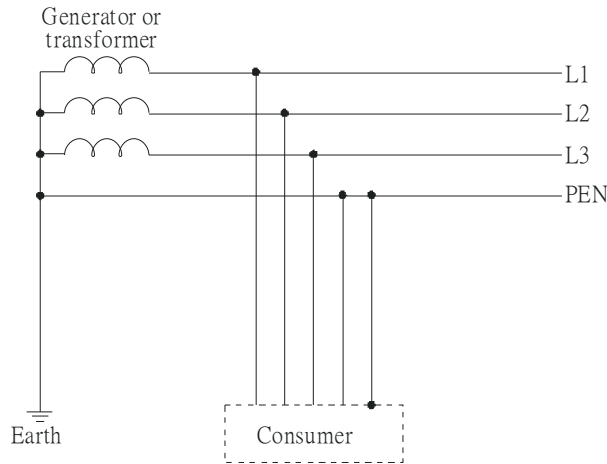 Generator or
transformer
L1
L2
L3
PEN
Earth
Consumer